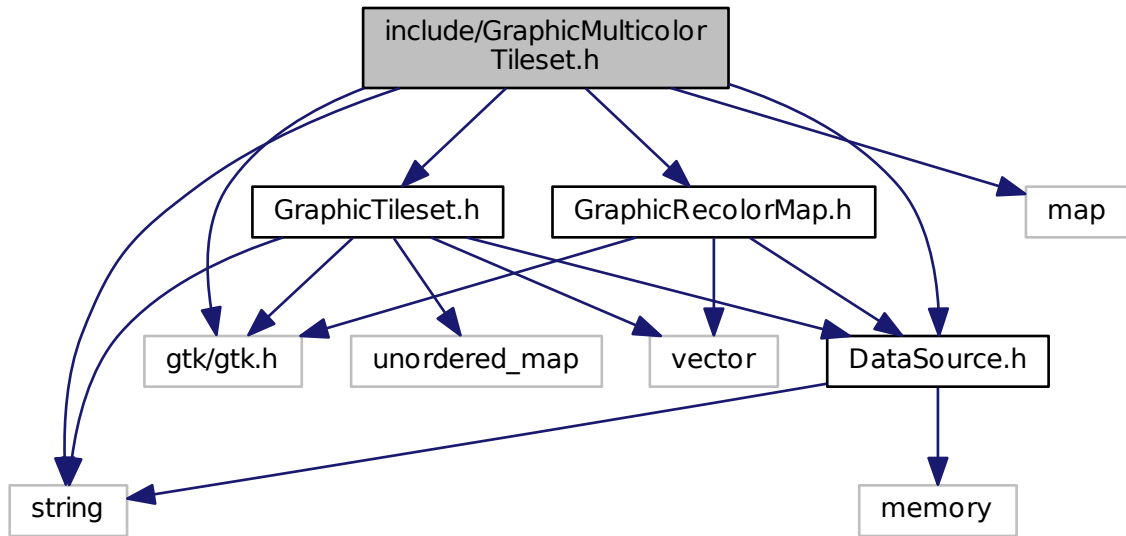 include/GraphicMulticolor
Tileset.h
GraphicTileset.h
GraphicRecolorMap.h
map
gtk/gtk.h
unordered_map
vector
DataSource.h
string
memory